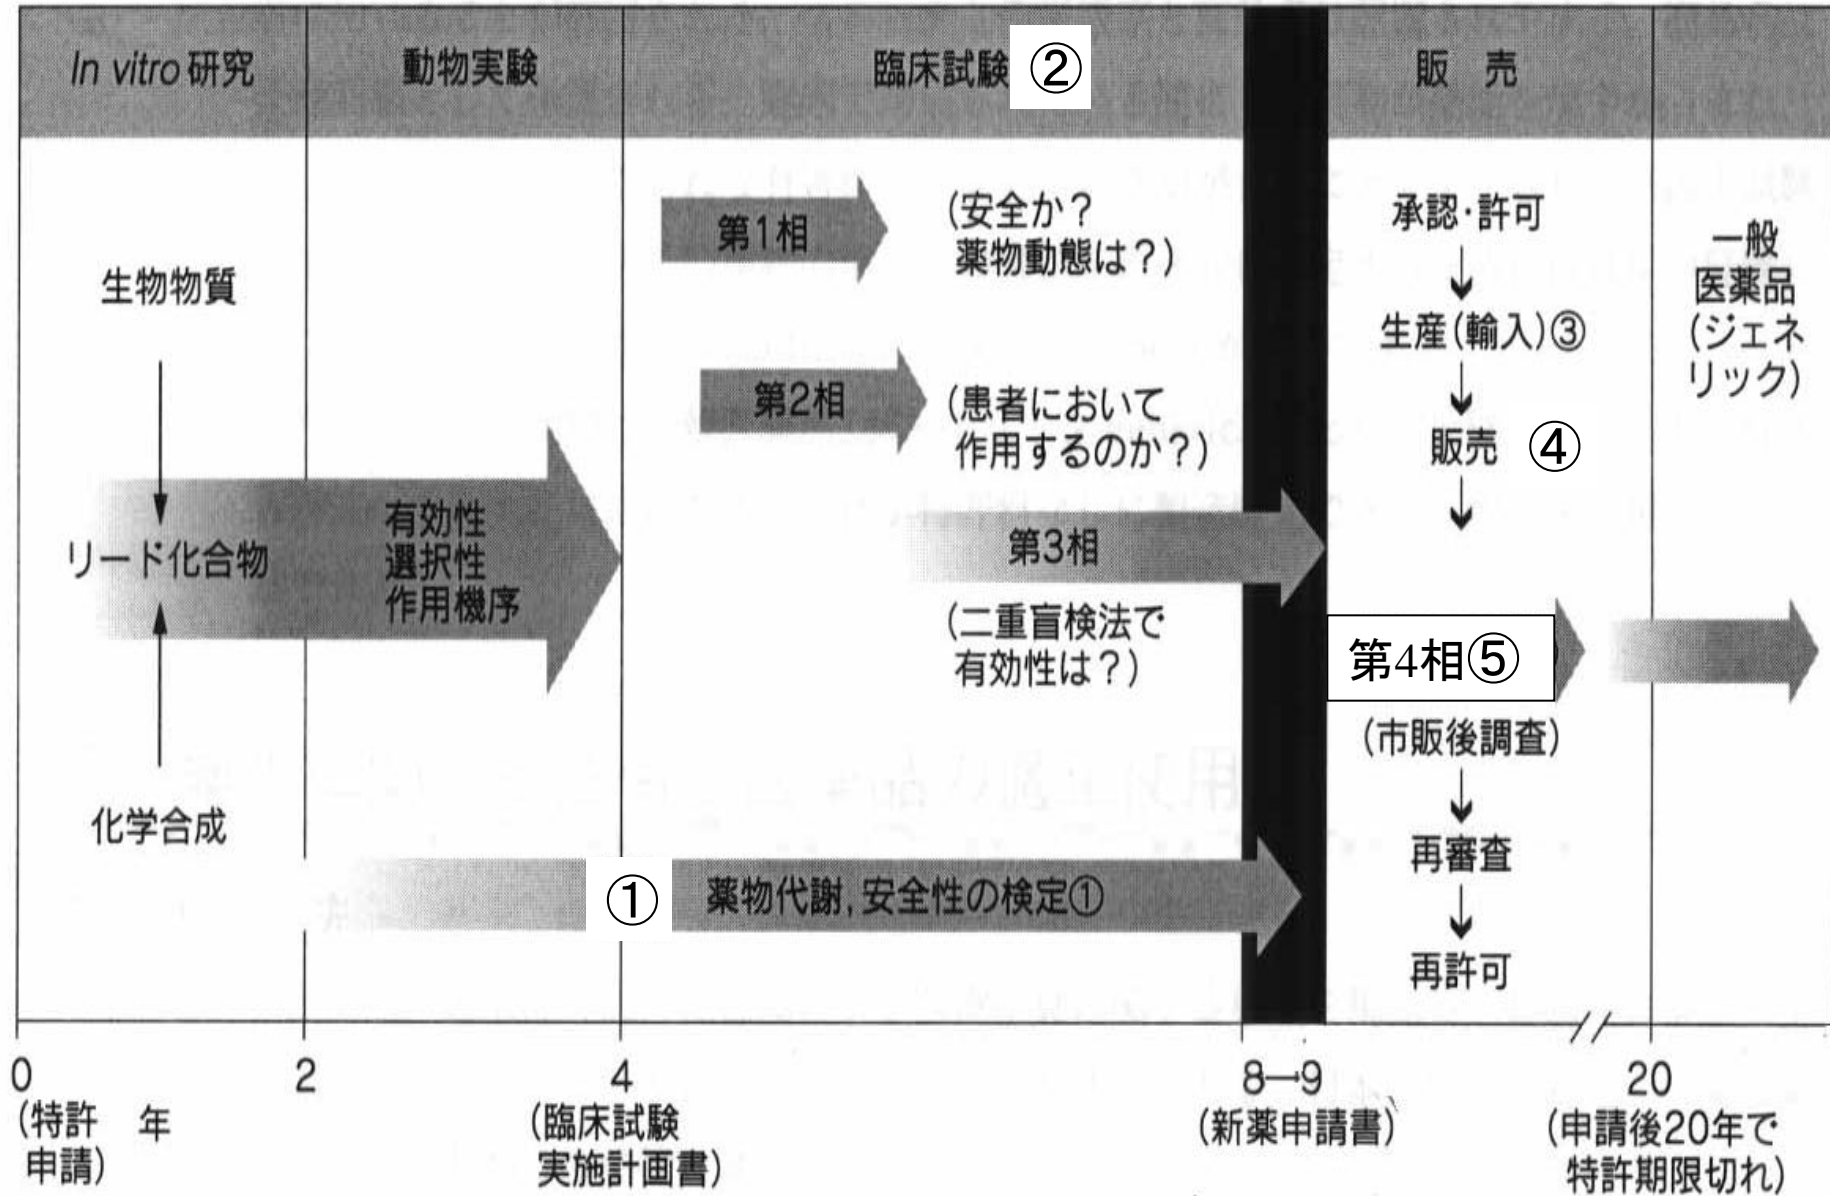 In vitro研究
動物実験
臨床試験 ②
販 売
生物物質
リード化合物
化学合成
有効性
選択性
作用機序
第1相
(安全か?
薬物動態は?)
第2相
(患者において
作用するのか?)
第3相
(二重盲検法で
有効性は?)
① 薬物代謝,安全性の検定①
承認・許可
生産(輸入)③
販売 ④
第4相⑤
(市販後調査)
再審査
再許可
一般
医薬品
(ジェネ
リック)
0
(特許
申請)
年
2
4
(臨床試験
実施計画書)
8→9
(新薬申請書)
20
(申請後20年で
特許期限切れ)